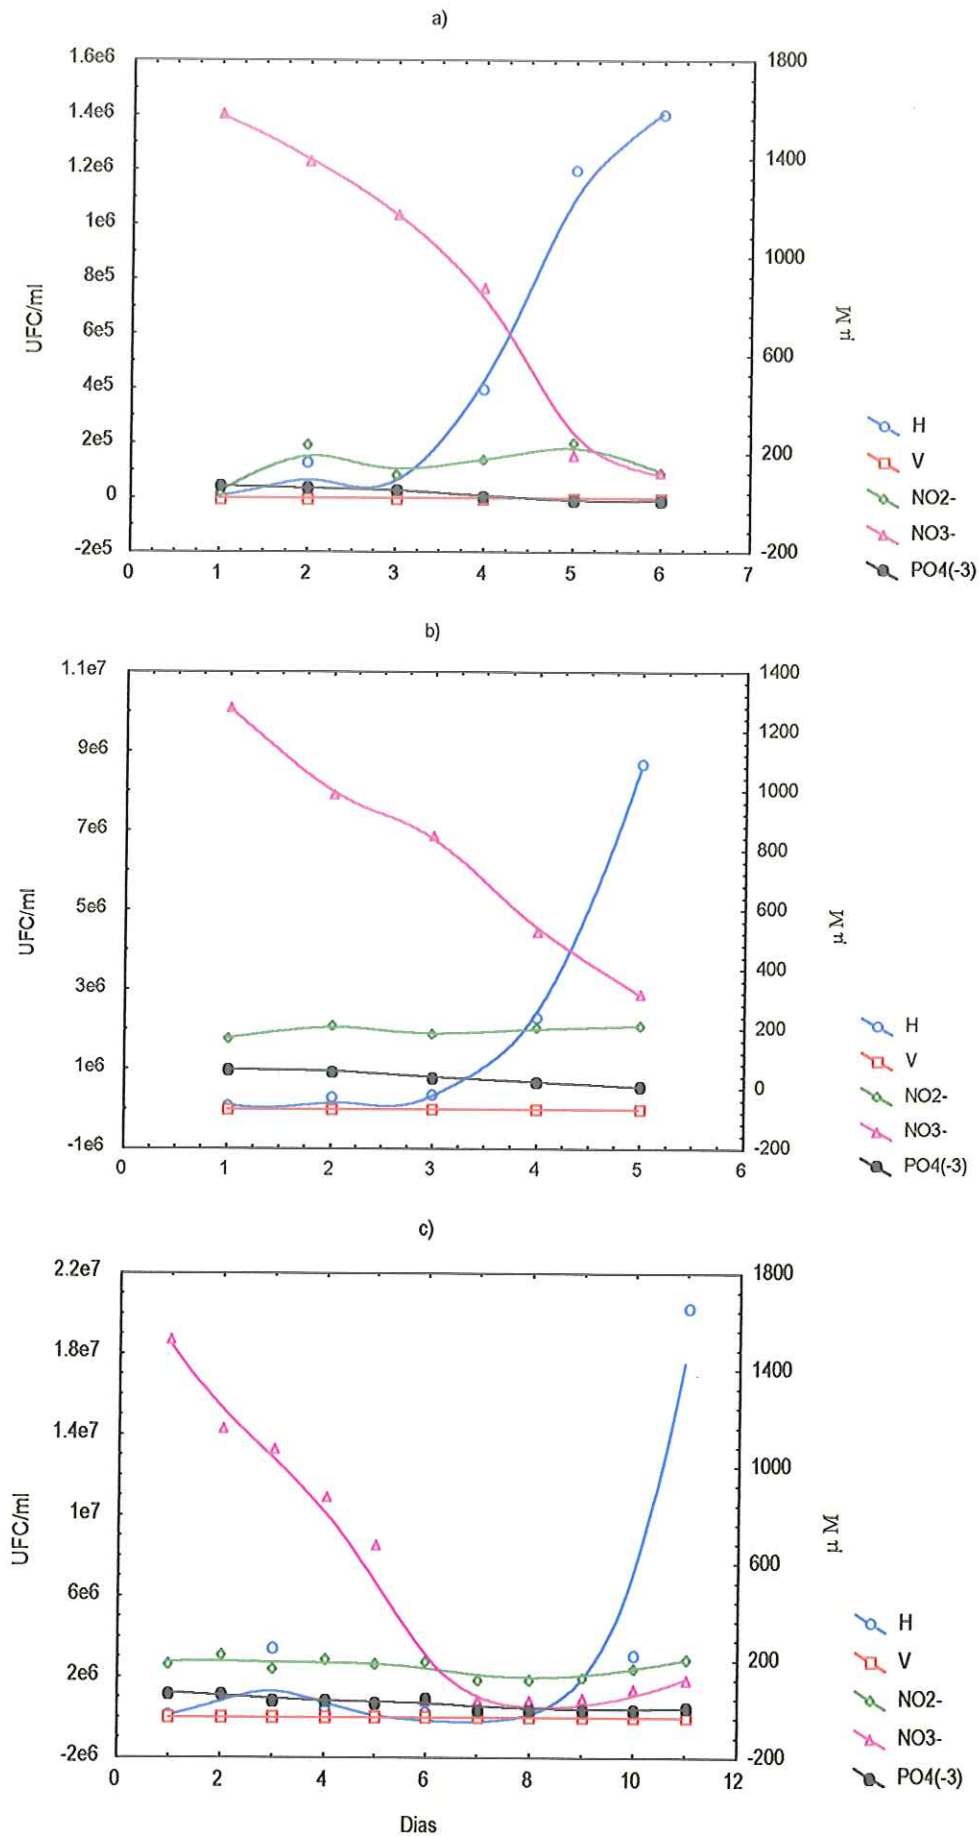 a)
1.6e6
1.4e6
1.2e6
1e6
8e5
6e5
4e5
2e5
0
-2e5
UFC/ml
1800
1400
1000
600
200
-200
μM
0 1 2 3 4 5 6 7
H
V
NO2-
NO3-
PO4(-3)
b)
1.1e7
9e6
7e6
5e6
3e6
1e6
-1e6
UFC/ml
1400
1200
1000
800
600
400
200
0
-200
μM
0 1 2 3 4 5 6
H
V
NO2-
NO3-
PO4(-3)
c)
2.2e7
1.8e7
1.4e7
1e7
6e6
2e6
-2e6
UFC/ml
1800
1400
1000
600
200
-200
μM
0 2 4 6 8 10 12
Dias
H
V
NO2-
NO3-
PO4(-3)